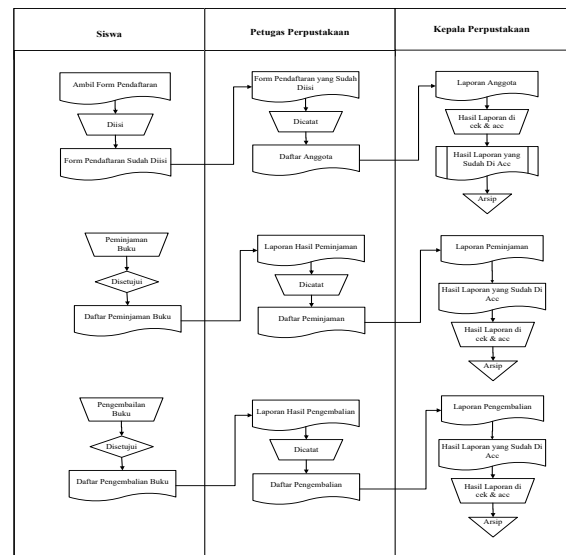 Siswa
Petugas Perpustakaan
Kepala Perpustakaan
Ambil Form Pendaftaran
Diisi
Form Pendaftaran Sudah Diisi
Form Pendaftaran yang Sudah
Diisi
Dicatat
Daftar Anggota
Laporan Anggota
Hasil Laporan di
cek & acc
Hasil Laporan yang
Sudah Di Acc
Arsip
Peminjaman
Buku
Disetujui
Daftar Peminjaman Buku
Laporan Hasil Peminjaman
Dicatat
Daftar Peminjaman
Laporan Peminjaman
Hasil Laporan yang Sudah Di
Acc
Hasil Laporan di
cek & acc
Arsip
Pengembailan
Buku
Disetujui
Daftar Pengembalian Buku
Laporan Hasil Pengembalian
Dicatat
Daftar Pengembalian
Laporan Pengembalian
Hasil Laporan yang Sudah Di
Acc
Hasil Laporan di
cek & acc
Arsip